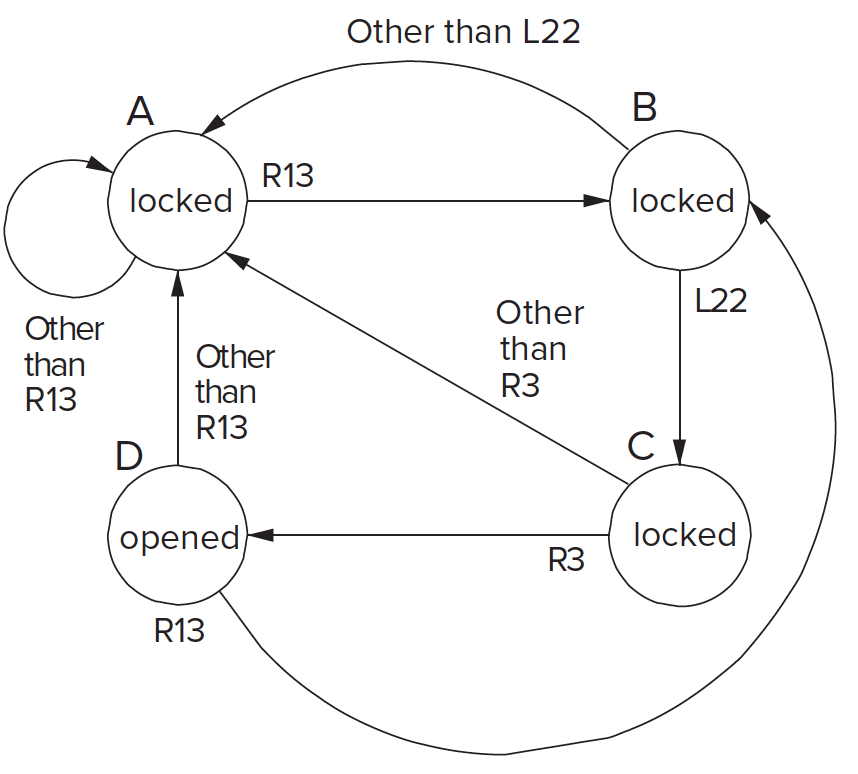 Other than L22
A
B
locked
R13
locked
Other
than
R13
Other
than
R13
Other
than
R3
L22
D
C
opened
locked
R3
R13